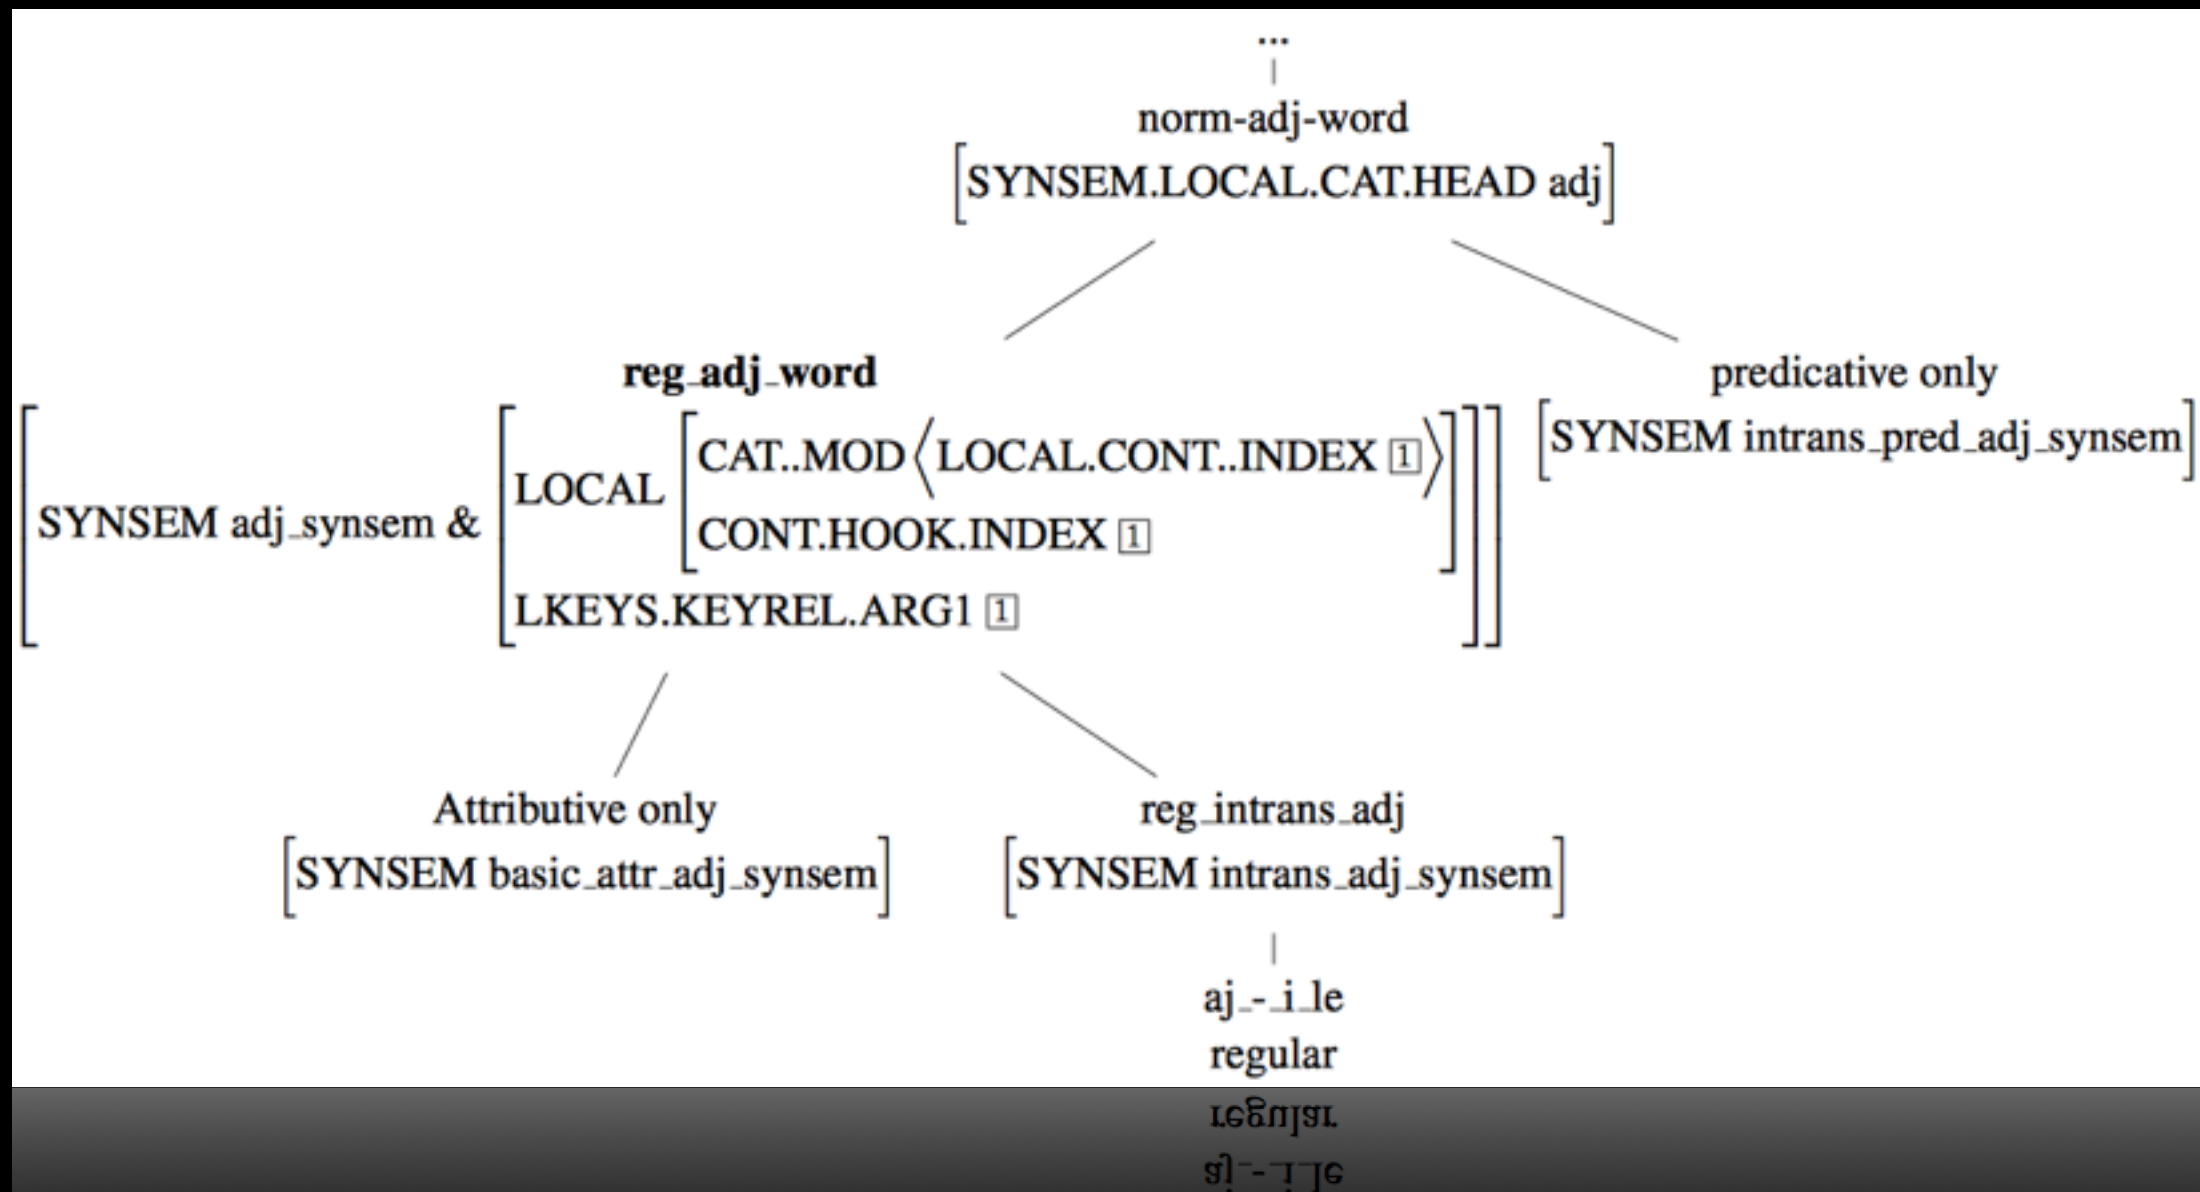 ...
norm-adj-word
[SYNSEM.LOCAL.CAT.HEAD adj]
reg_adj_word
predicative only
[SYNSEM intrans_pred_adj_synsem]
CAT..MOD ⟨LOCAL.CONT..INDEX 1⟩
LOCAL
SYNSEM adj_synsem &
CONT.HOOK.INDEX 1
LKEYS.KEYREL.ARG1 1
Attributive only
[SYNSEM basic_attr_adj_synsem]
reg_intrans_adj
[SYNSEM intrans_adj_synsem]
aj_-_i_le
regular